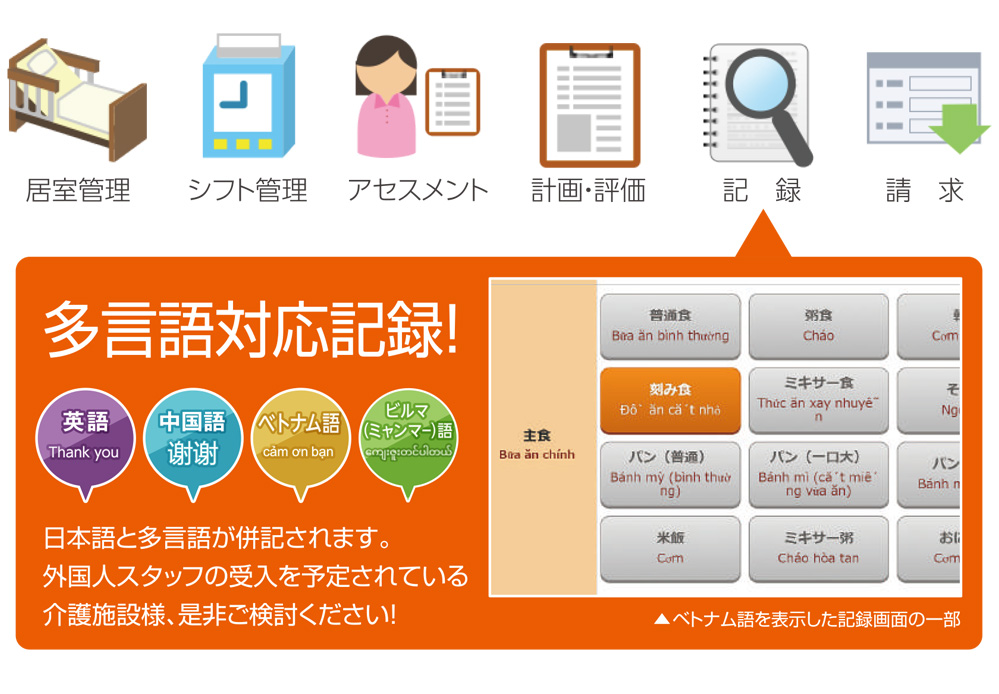 居室管理
シフト管理
アセスメント
計画・評価
記 録
請 求
多言語対応記録!
英語
Thank you
中国語
谢谢
ベトナム語
cảm ơn bạn
ビルマ
(ミャンマー)語
ကျေးဇူးတင်ပါတယ်
日本語と多言語が併記されます。
外国人スタッフの受入を予定されている
介護施設様、是非ご検討ください!
主食
Bữa ăn chính
普通食
Bữa ăn bình thường
粥食
Cháo
Cơm
刻み食
Đồ ăn cắt nhỏ
ミキサー食
Thức ăn xay nhuyễ
n
そ
Ng
パン(普通)
Bánh mỳ (bình thườ
ng)
パン(一口大)
Bánh mì (cắt miế
ng vừa ăn)
パン
Bánh m
米飯
Cơm
ミキサー粥
Cháo hòa tan
おに
Cơm
▲ベトナム語を表示した記録画面の一部